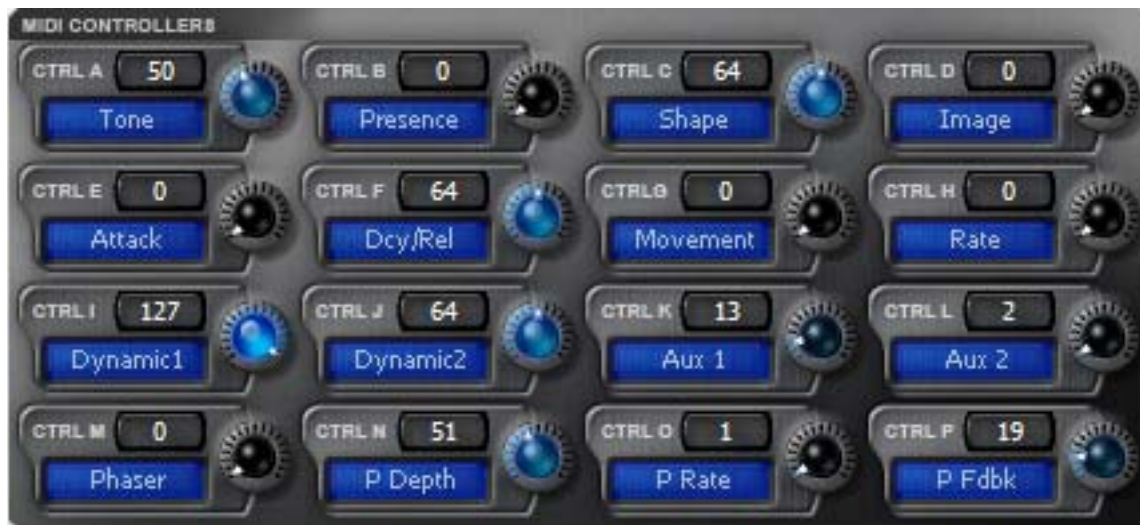 MIDI CONTROLLERS
CTRL A 50 CTRL B 0 CTRL C 64 CTRL D 0
Tone Presence Shape Image
CTRL E 0 CTRL F 64 CTRLG 0 CTRL H 0
Attack Dcy/Rel Movement Rate
CTRL I 127 CTRL J 64 CTRL K 13 CTRL L 2
Dynamic1 Dynamic2 Aux 1 Aux 2
CTRL M 0 CTRL N 51 CTRL O 1 CTRL P 19
Phaser P Depth P Rate P Fdbk